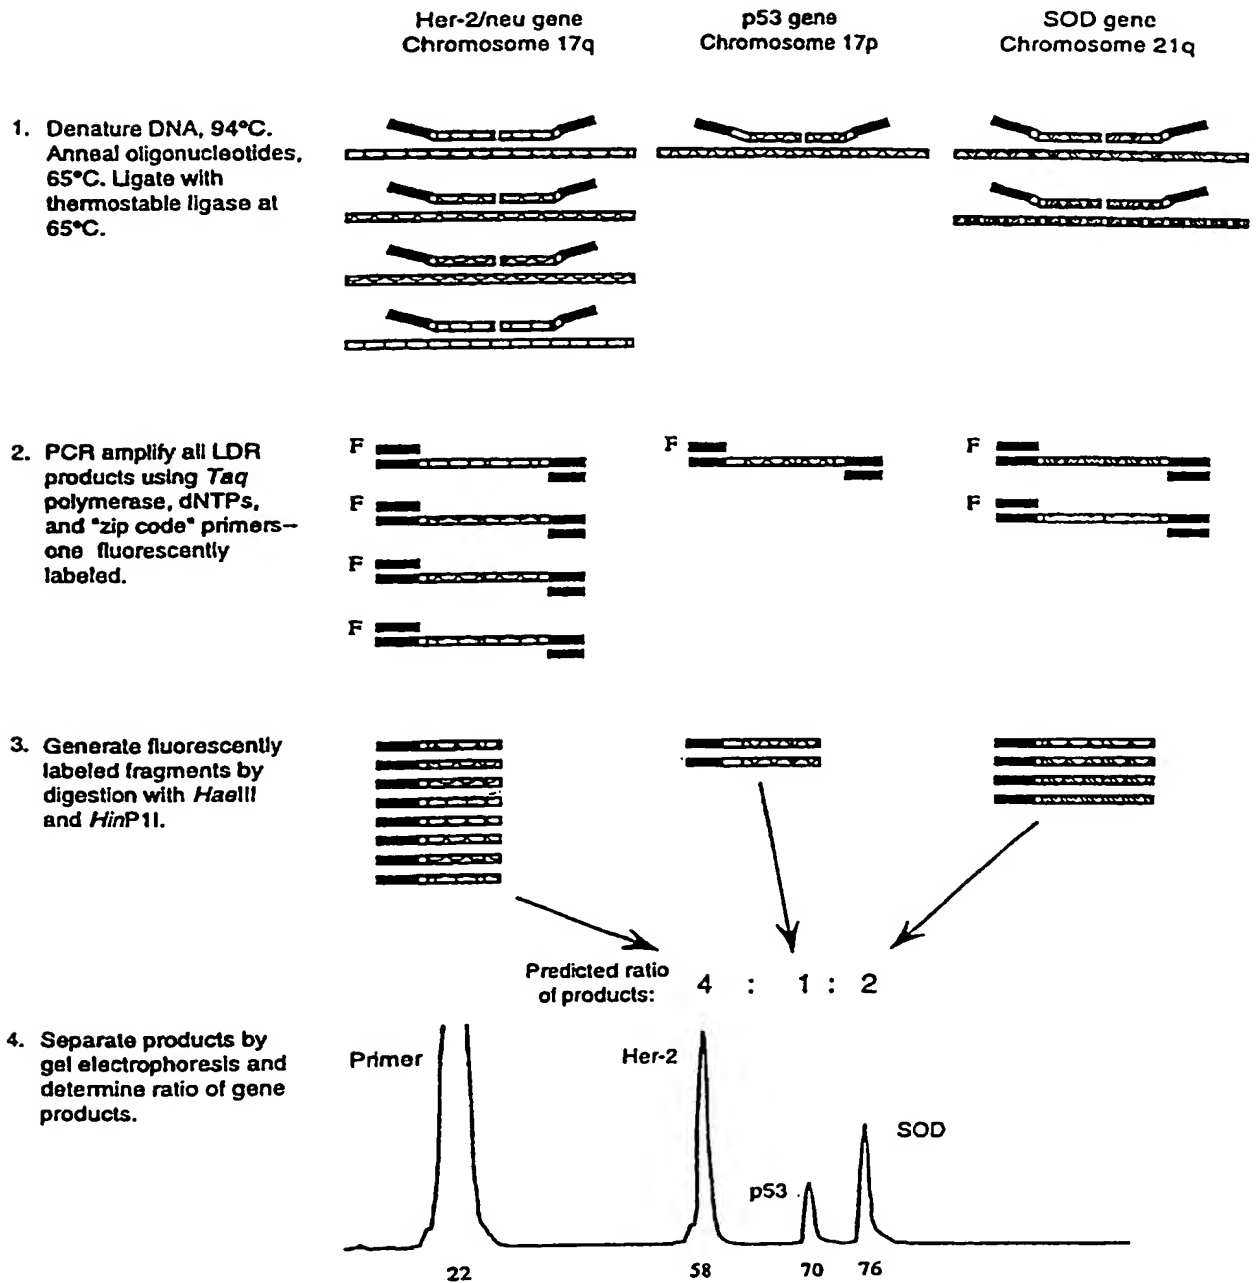 Her-2/neu gene
Chromosome 17q
p53 gene
Chromosome 17p
SOD gene
Chromosome 21q
1. Denature DNA, 94°C.
Anneal oligonucleotides,
65°C. Ligate with
thermostable ligase at
65°C.
2. PCR amplify all LDR
products using Taq
polymerase, dNTPs,
and "zip code" primers–
one fluorescently
labeled.
F
F
F
F
F
F
F
3. Generate fluorescently
labeled fragments by
digestion with HaeIII
and HinP1I.
Predicted ratio
of products:
4 : 1 : 2
4. Separate products by
gel electrophoresis and
determine ratio of gene
products.
Primer
Her-2
p53
SOD
22
58
70
76